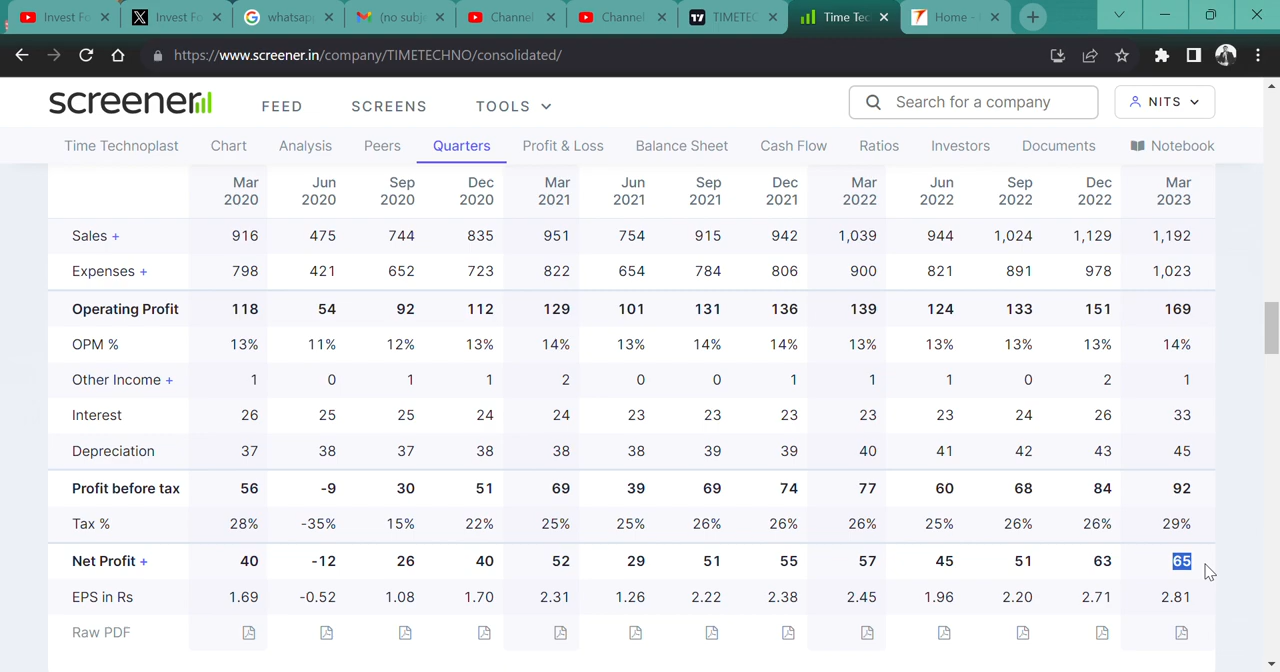 Invest Fo
Invest Fo
whatsap
(no subj
Channel
Channel
TIMETEC
Time Tec
Home -
https://www.screener.in/company/TIMETECHNO/consolidated/
screener
FEED
SCREENS
TOOLS
Search for a company
NITS
Time Technoplast
Chart
Analysis
Peers
Quarters
Profit & Loss
Balance Sheet
Cash Flow
Ratios
Investors
Documents
Notebook
Mar 2020 Jun 2020 Sep 2020 Dec 2020 Mar 2021 Jun 2021 Sep 2021 Dec 2021 Mar 2022 Jun 2022 Sep 2022 Dec 2022 Mar 2023
Sales + 916 475 744 835 951 754 915 942 1,039 944 1,024 1,129 1,192
Expenses + 798 421 652 723 822 654 784 806 900 821 891 978 1,023
Operating Profit 118 54 92 112 129 101 131 136 139 124 133 151 169
OPM % 13% 11% 12% 13% 14% 13% 14% 14% 13% 13% 13% 13% 14%
Other Income + 1 0 1 1 2 0 0 1 1 1 0 2 1
Interest 26 25 25 24 24 23 23 23 23 23 24 26 33
Depreciation 37 38 37 38 38 38 39 39 40 41 42 43 45
Profit before tax 56 -9 30 51 69 39 69 74 77 60 68 84 92
Tax % 28% -35% 15% 22% 25% 25% 26% 26% 26% 25% 26% 26% 29%
Net Profit + 40 -12 26 40 52 29 51 55 57 45 51 63 65
EPS in Rs 1.69 -0.52 1.08 1.70 2.31 1.26 2.22 2.38 2.45 1.96 2.20 2.71 2.81
Raw PDF